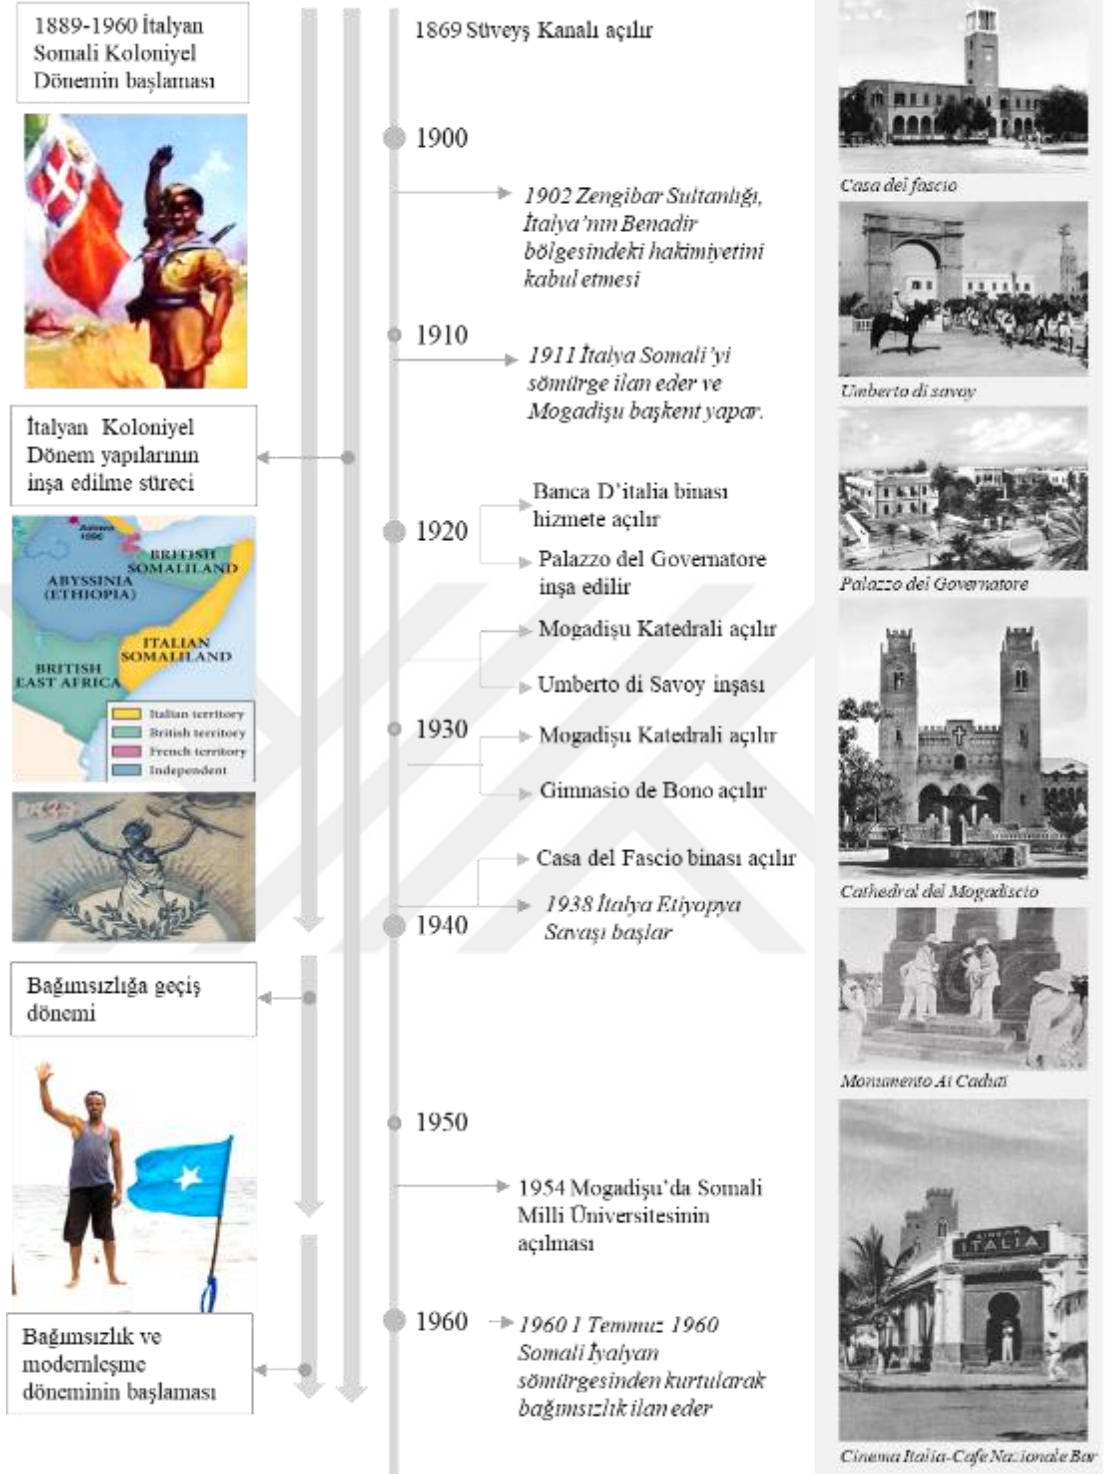 1889-1960 İtalyan
Somali Koloniyel
Dönemin başlaması
İtalyan Koloniyel
Dönem yapılarının
inşa edilme süreci
Adowa
1896
BRITISH
SOMALILAND
ABYSSINIA
(ETHIOPIA)
ITALIAN
SOMALILAND
BRITISH
EAST AFRICA
Italian territory
British territory
French territory
Independent
Bağımsızlığa geçiş
dönemi
Bağımsızlık ve
modernleşme
döneminin başlaması
1869 Süveyş Kanalı açılır
1900
1902 Zengibar Sultanlığı,
İtalya'nın Benadir
bölgesindeki hakimiyetini
kabul etmesi
1910
1911 İtalya Somali'yi
sömürge ilan eder ve
Mogadişu başkent yapar.
1920
Banca D'italia binası
hizmete açılır
Palazzo del Governatore
inşa edilir
Mogadişu Katedrali açılır
Umberto di Savoy inşası
1930
Mogadişu Katedrali açılır
Gimnasio de Bono açılır
Casa del Fascio binası açılır
1938 İtalya Etiyopya
Savaşı başlar
1940
1950
1954 Mogadişu'da Somali
Milli Üniversitesinin
açılması
1960
1960 1 Temmuz 1960
Somali İyalyan
sömürgesinden kurtularak
bağımsızlık ilan eder
Casa del fascio
Umberto di savoy
Palazzo del Governatore
Cathedral del Mogadiscio
Monumento Ai Caduti
CINEMA
ITALIA
Cinema Italia-Cafe Nazionale Bar